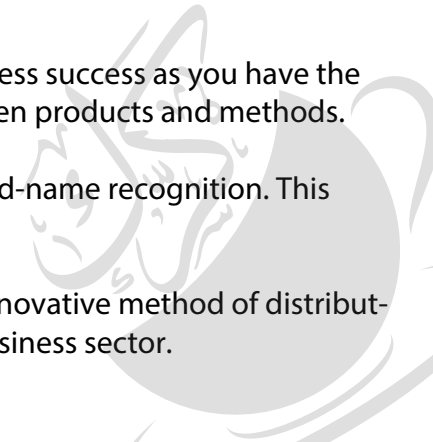 ess success as you have the
en products and methods.
d-name recognition. This
novative method of distribut-
siness sector.